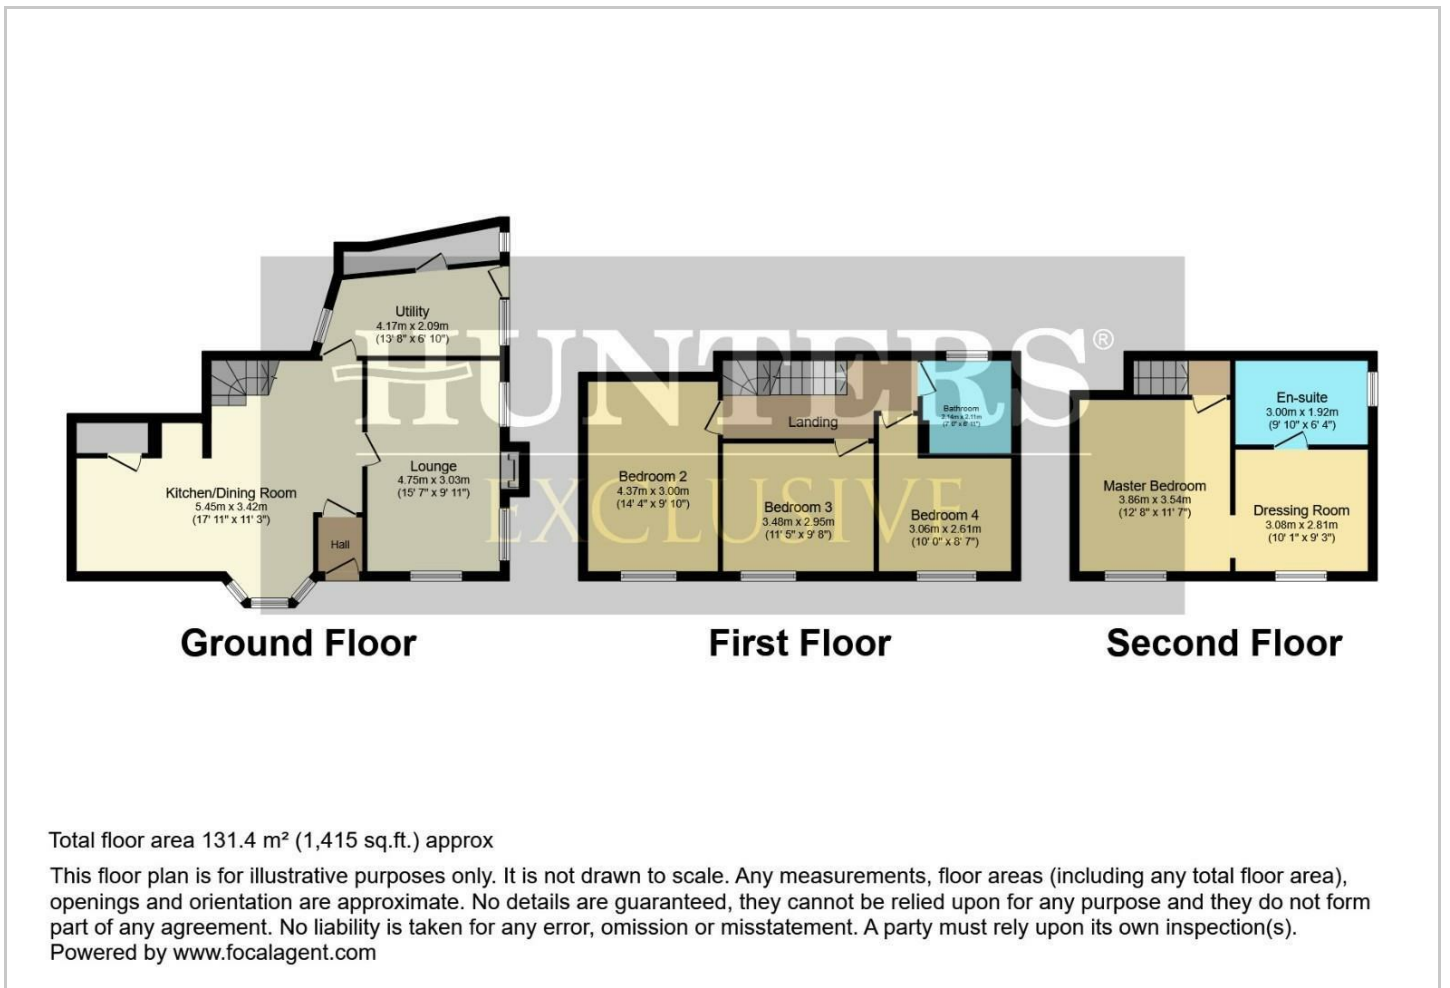 Utility
4.17m x 2.09m
(13' 8" x 6' 10")
HUNTERS®
EXCLUSIVE
Lounge
4.75m x 3.03m
(15' 7" x 9' 11")
Kitchen/Dining Room
5.45m x 3.42m
(17' 11" x 11' 3")
Hall
Ground Floor
Landing
Bathroom
2.14m x 2.11m
(7' 0" x 6' 11")
Bedroom 2
4.37m x 3.00m
(14' 4" x 9' 10")
Bedroom 3
3.48m x 2.95m
(11' 5" x 9' 8")
Bedroom 4
3.06m x 2.61m
(10' 0" x 8' 7")
First Floor
En-suite
3.00m x 1.92m
(9' 10" x 6' 4")
Master Bedroom
3.86m x 3.54m
(12' 8" x 11' 7")
Dressing Room
3.08m x 2.81m
(10' 1" x 9' 3")
Second Floor
Total floor area 131.4 m² (1,415 sq.ft.) approx
This floor plan is for illustrative purposes only. It is not drawn to scale. Any measurements, floor areas (including any total floor area),
openings and orientation are approximate. No details are guaranteed, they cannot be relied upon for any purpose and they do not form
part of any agreement. No liability is taken for any error, omission or misstatement. A party must rely upon its own inspection(s).
Powered by www.focalagent.com